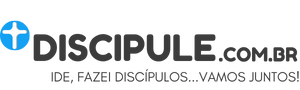 DISCIPULE.COM.BR
IDE, FAZEI DISCÍPULOS...VAMOS JUNTOS!